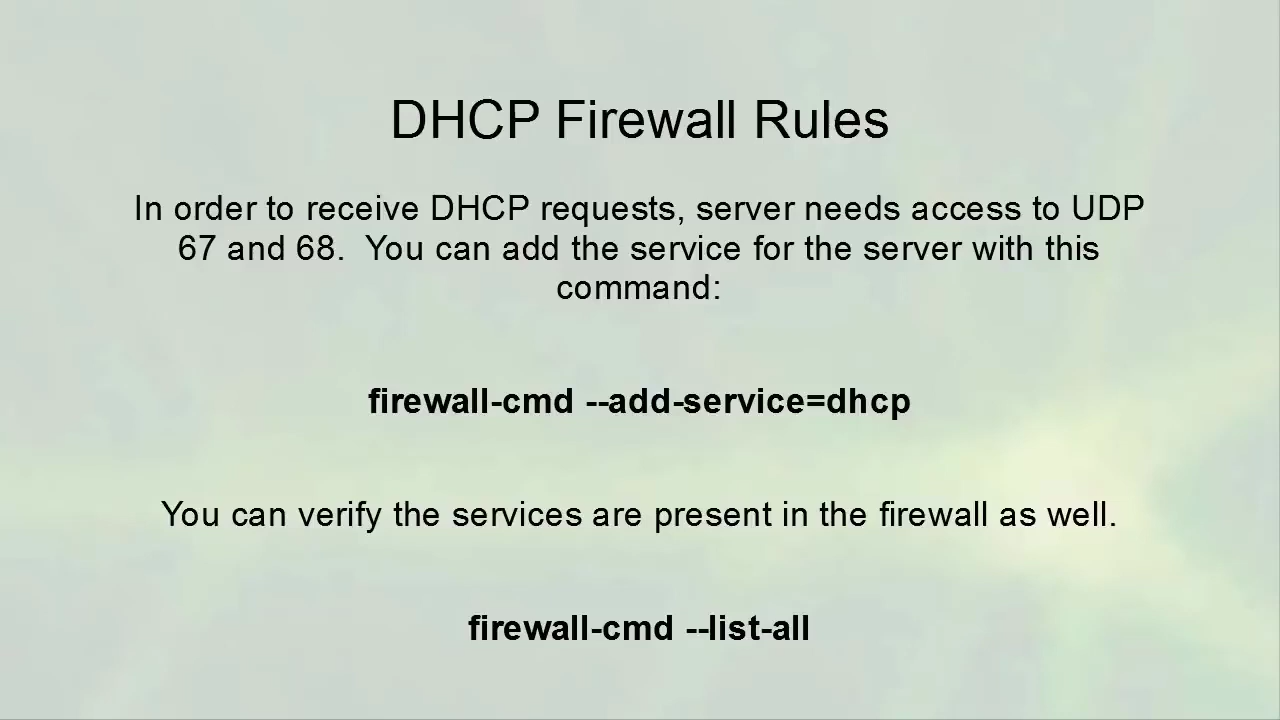 DHCP Firewall Rules
In order to receive DHCP requests, server needs access to UDP
67 and 68.  You can add the service for the server with this
command:
firewall-cmd --add-service=dhcp
You can verify the services are present in the firewall as well.
firewall-cmd --list-all